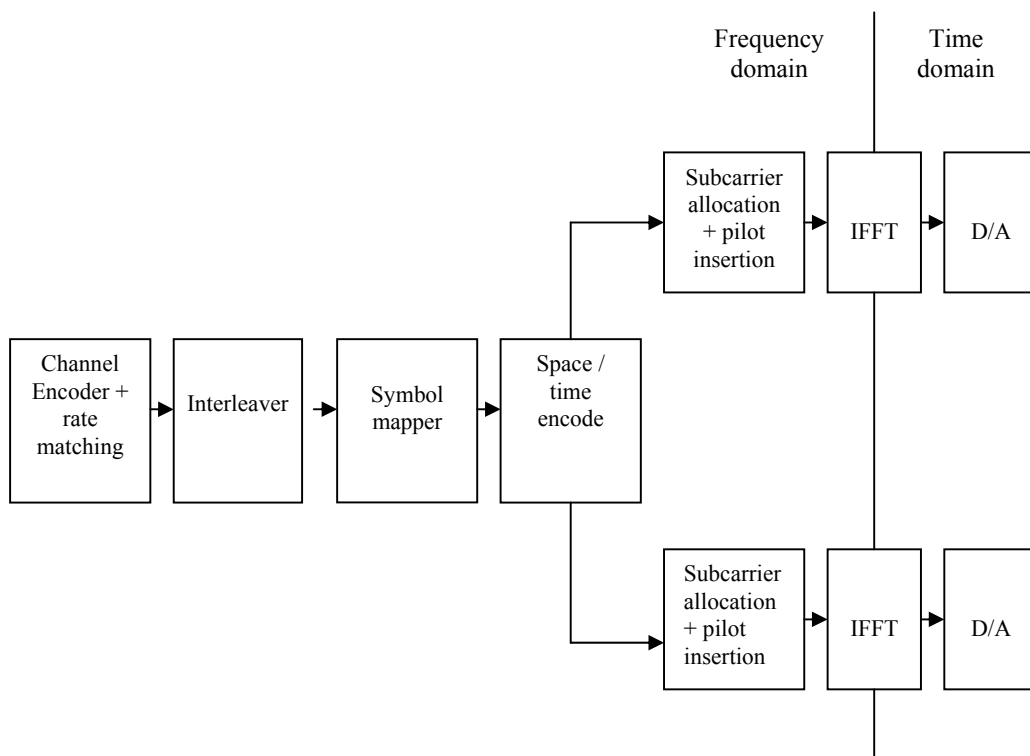 Frequency
domain
Time
domain
Subcarrier
allocation
+ pilot
insertion
IFFT
D/A
Channel
Encoder +
rate
matching
Interleaver
Symbol
mapper
Space /
time
encode
Subcarrier
allocation
+ pilot
insertion
IFFT
D/A